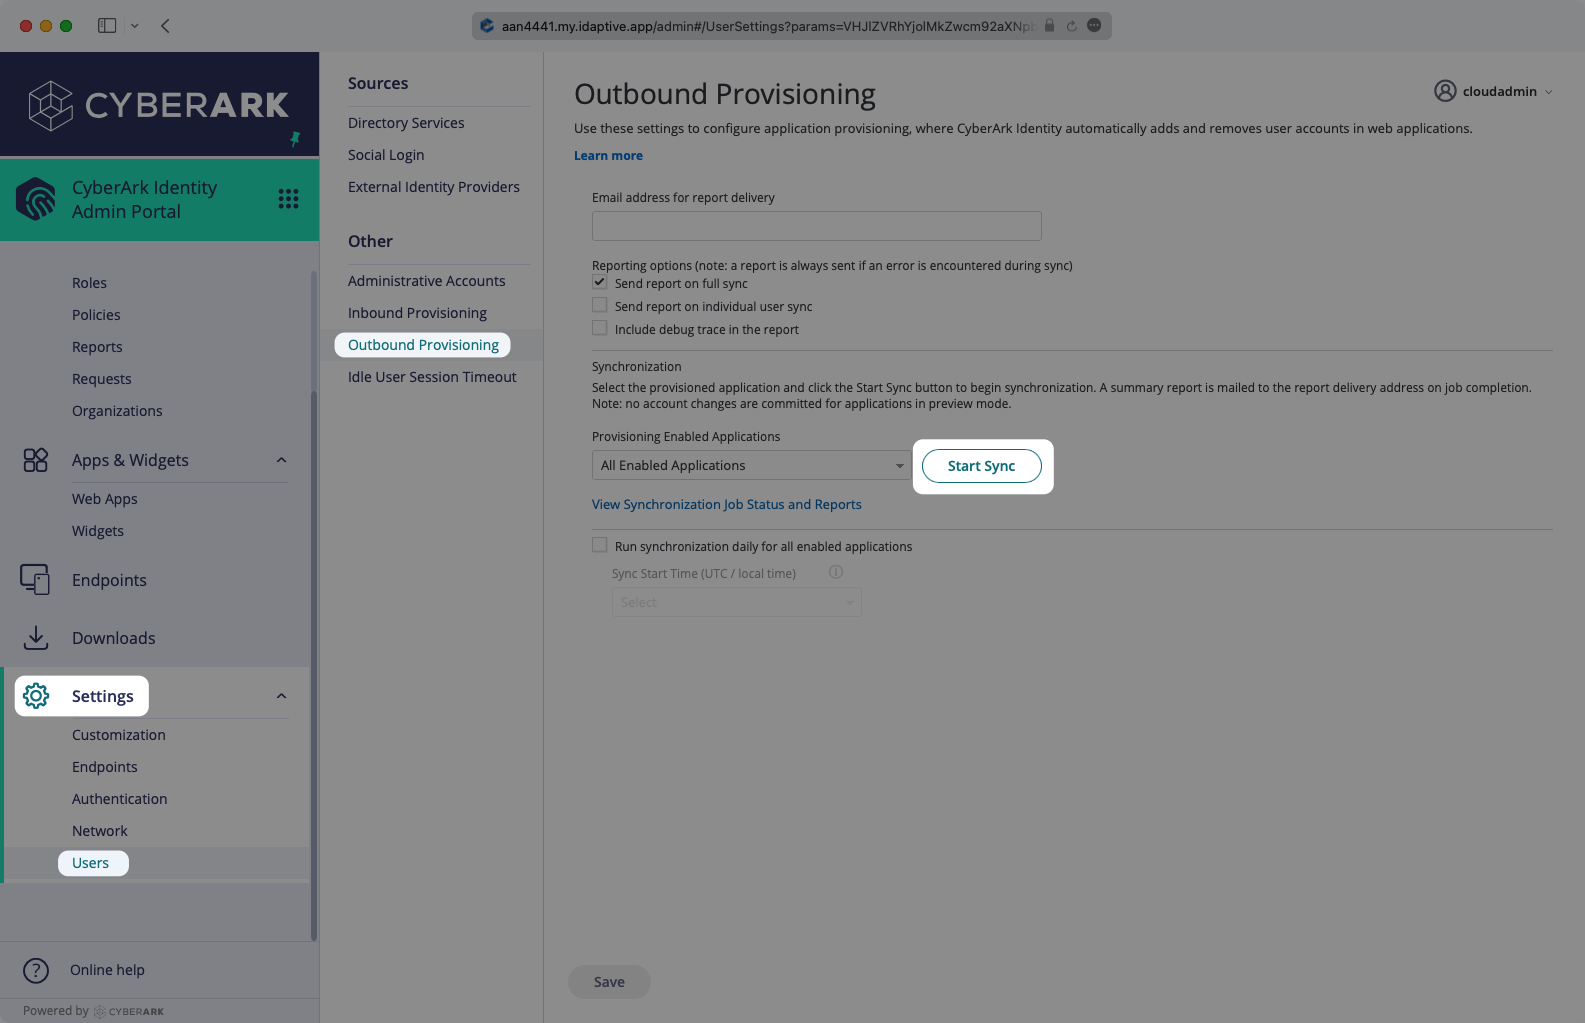 aan4441.my.idaptive.app/admin#/UserSettings?params=VHJlZVRhYjolMkZwcm92aXNpb
CYBERARK
CyberArk Identity
Admin Portal
Roles
Policies
Reports
Requests
Organizations
Apps & Widgets
Web Apps
Widgets
Endpoints
Downloads
Settings
Customization
Endpoints
Authentication
Network
Users
Online help
Powered by CYBERARK
Sources
Directory Services
Social Login
External Identity Providers
Other
Administrative Accounts
Inbound Provisioning
Outbound Provisioning
Idle User Session Timeout
Outbound Provisioning
cloudadmin
Use these settings to configure application provisioning, where CyberArk Identity automatically adds and removes user accounts in web applications.
Learn more
Email address for report delivery
Reporting options (note: a report is always sent if an error is encountered during sync)
Send report on full sync
Send report on individual user sync
Include debug trace in the report
Synchronization
Select the provisioned application and click the Start Sync button to begin synchronization. A summary report is mailed to the report delivery address on job completion.
Note: no account changes are committed for applications in preview mode.
Provisioning Enabled Applications
All Enabled Applications
Start Sync
View Synchronization Job Status and Reports
Run synchronization daily for all enabled applications
Sync Start Time (UTC / local time)
Select
Save